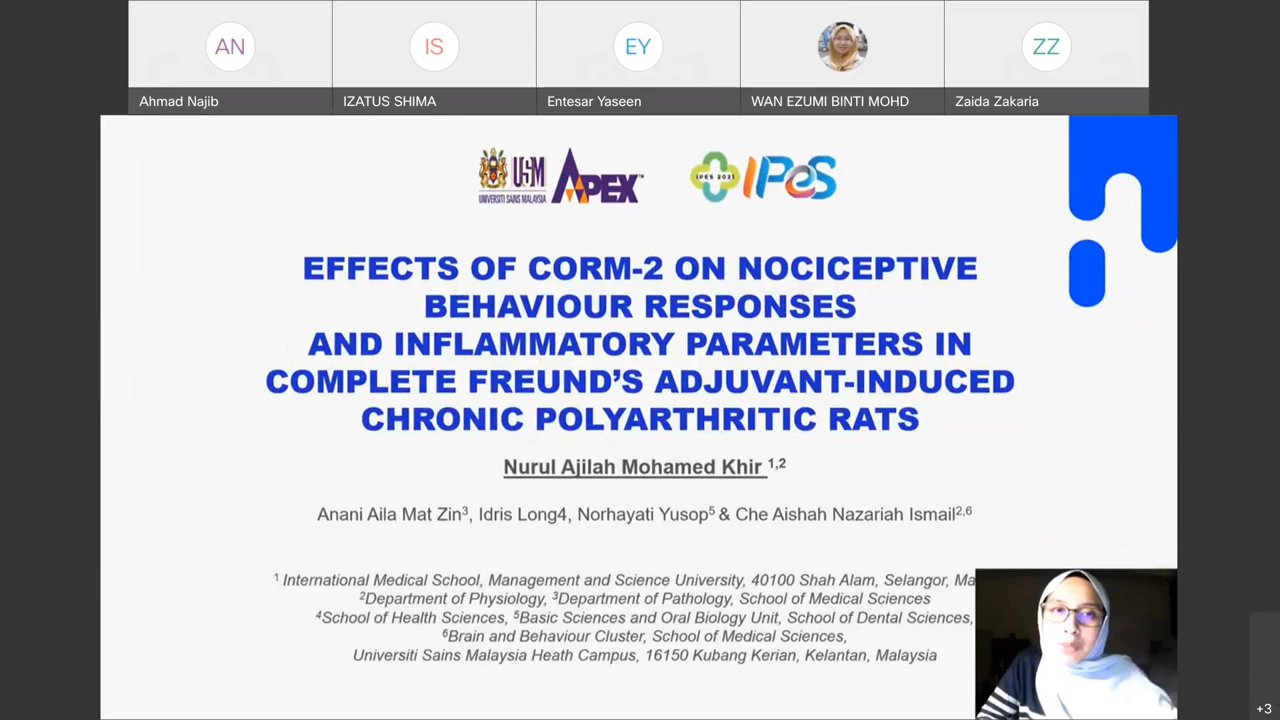 AN
IS
EY
ZZ
Ahmad Najib
IZATUS SHIMA
Entesar Yaseen
WAN EZUMI BINTI MOHD
Zaida Zakaria
USM
UNIVERSITI SAINS MALAYSIA
APEX™
IPES 2021
IPeS
EFFECTS OF CORM-2 ON NOCICEPTIVE
BEHAVIOUR RESPONSES
AND INFLAMMATORY PARAMETERS IN
COMPLETE FREUND’S ADJUVANT-INDUCED
CHRONIC POLYARTHRITIC RATS
Nurul Ajilah Mohamed Khir 1,2
Anani Aila Mat Zin3, Idris Long4, Norhayati Yusop5 & Che Aishah Nazariah Ismail2,6
1 International Medical School, Management and Science University, 40100 Shah Alam, Selangor, Ma
2Department of Physiology, 3Department of Pathology, School of Medical Sciences
4School of Health Sciences, 5Basic Sciences and Oral Biology Unit, School of Dental Sciences,
6Brain and Behaviour Cluster, School of Medical Sciences,
Universiti Sains Malaysia Heath Campus, 16150 Kubang Kerian, Kelantan, Malaysia
+3